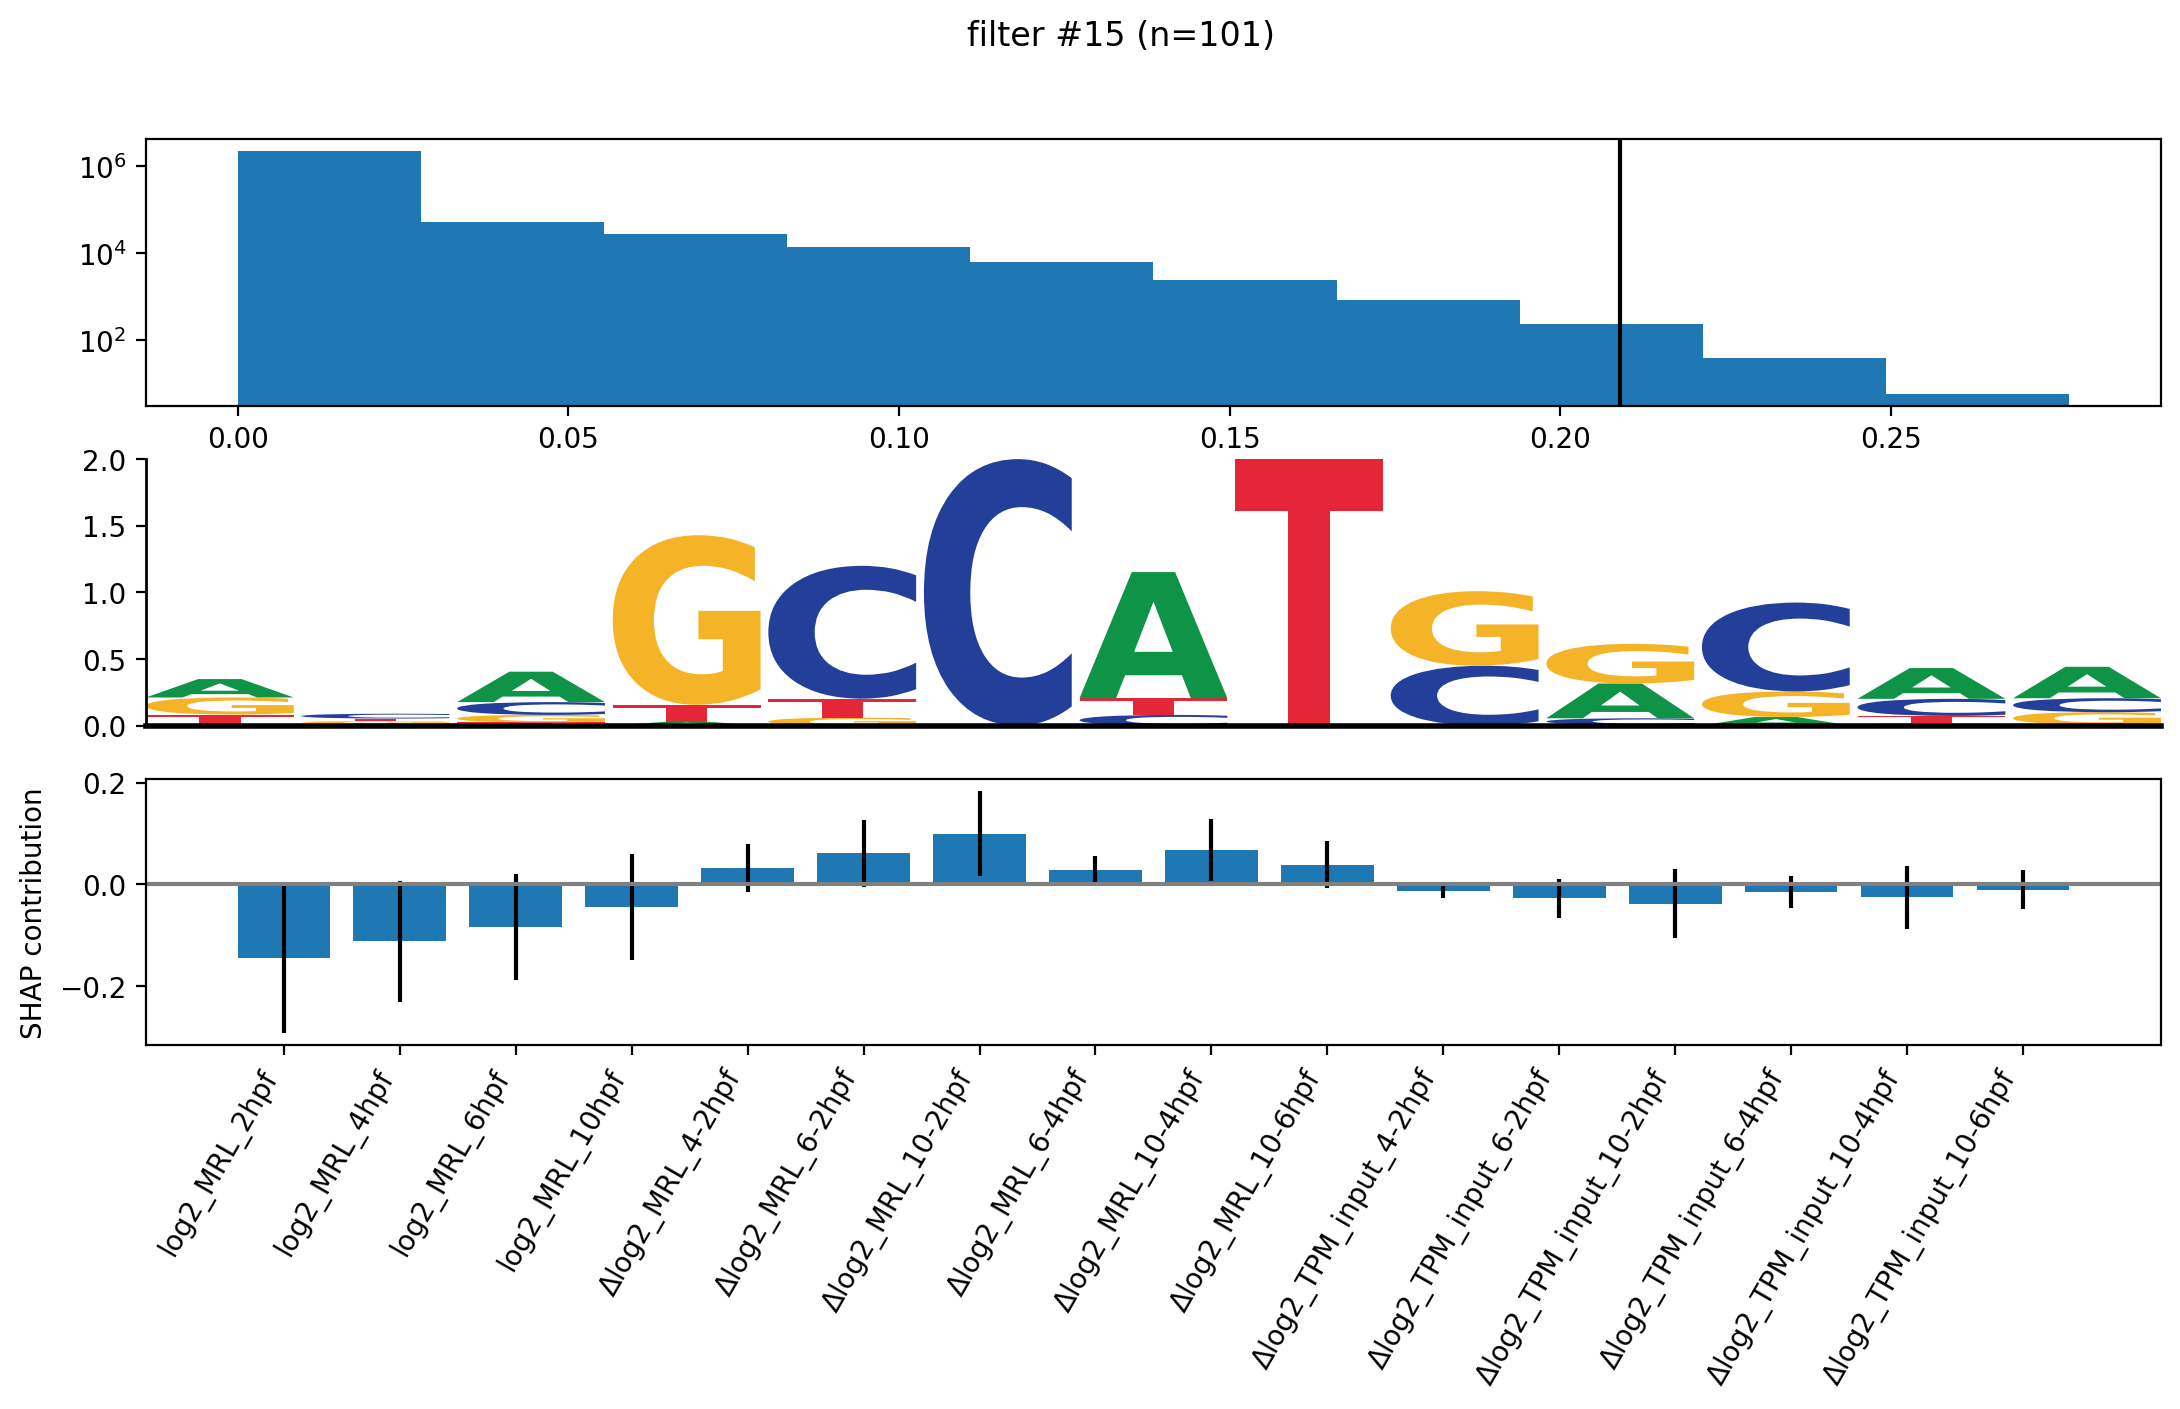 filter #15 (n=101)
10^6
10^4
10^2
0.00 0.05 0.10 0.15 0.20 0.25
2.0
1.5
1.0
0.5
0.0
A G T C T A C G G T A C T G C A T C T G C G A C C G A A C T A C G
SHAP contribution
0.2
0.0
−0.2
log2_MRL_2hpf
log2_MRL_4hpf
log2_MRL_6hpf
log2_MRL_10hpf
Δlog2_MRL_4-2hpf
Δlog2_MRL_6-2hpf
Δlog2_MRL_10-2hpf
Δlog2_MRL_6-4hpf
Δlog2_MRL_10-4hpf
Δlog2_MRL_10-6hpf
Δlog2_TPM_input_4-2hpf
Δlog2_TPM_input_6-2hpf
Δlog2_TPM_input_10-2hpf
Δlog2_TPM_input_6-4hpf
Δlog2_TPM_input_10-4hpf
Δlog2_TPM_input_10-6hpf